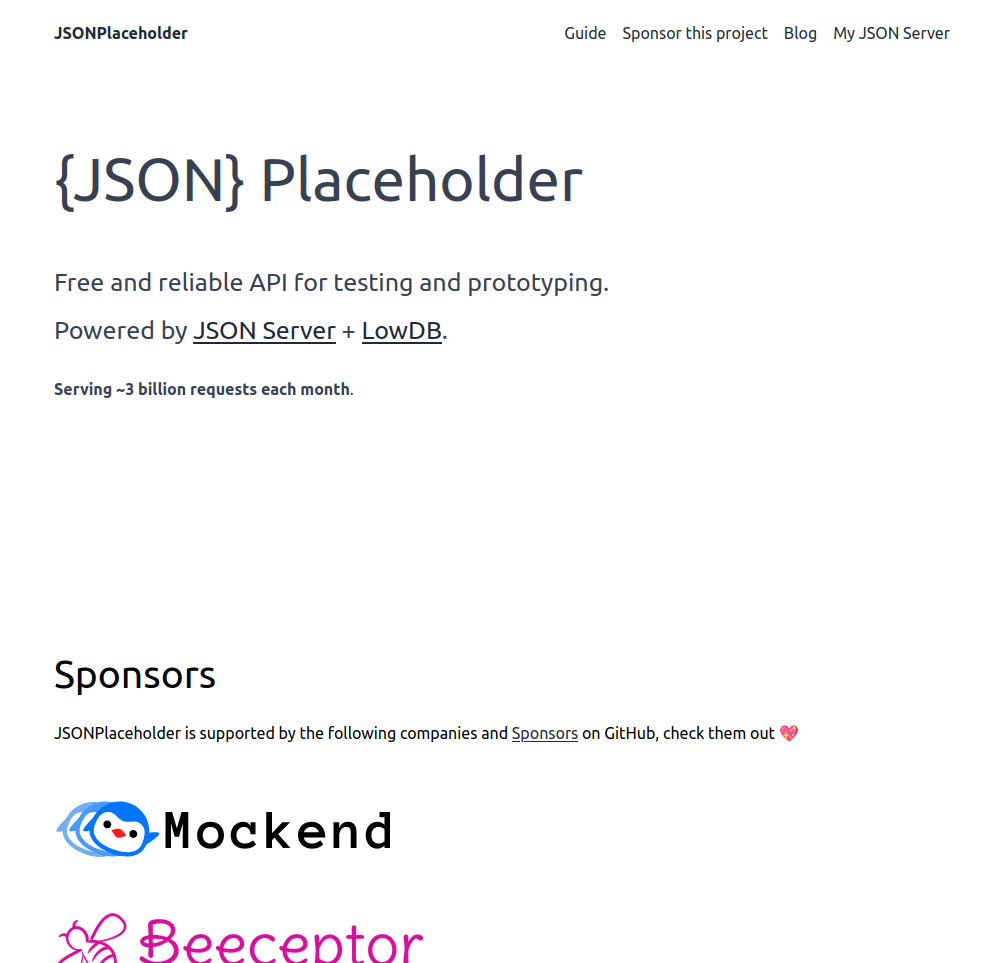 JSONPlaceholder
Guide Sponsor this project Blog My JSON Server
{JSON} Placeholder
Free and reliable API for testing and prototyping.
Powered by JSON Server + LowDB.
Serving ~3 billion requests each month.
Sponsors
JSONPlaceholder is supported by the following companies and Sponsors on GitHub, check them out 💖
Mockend
Beeceptor